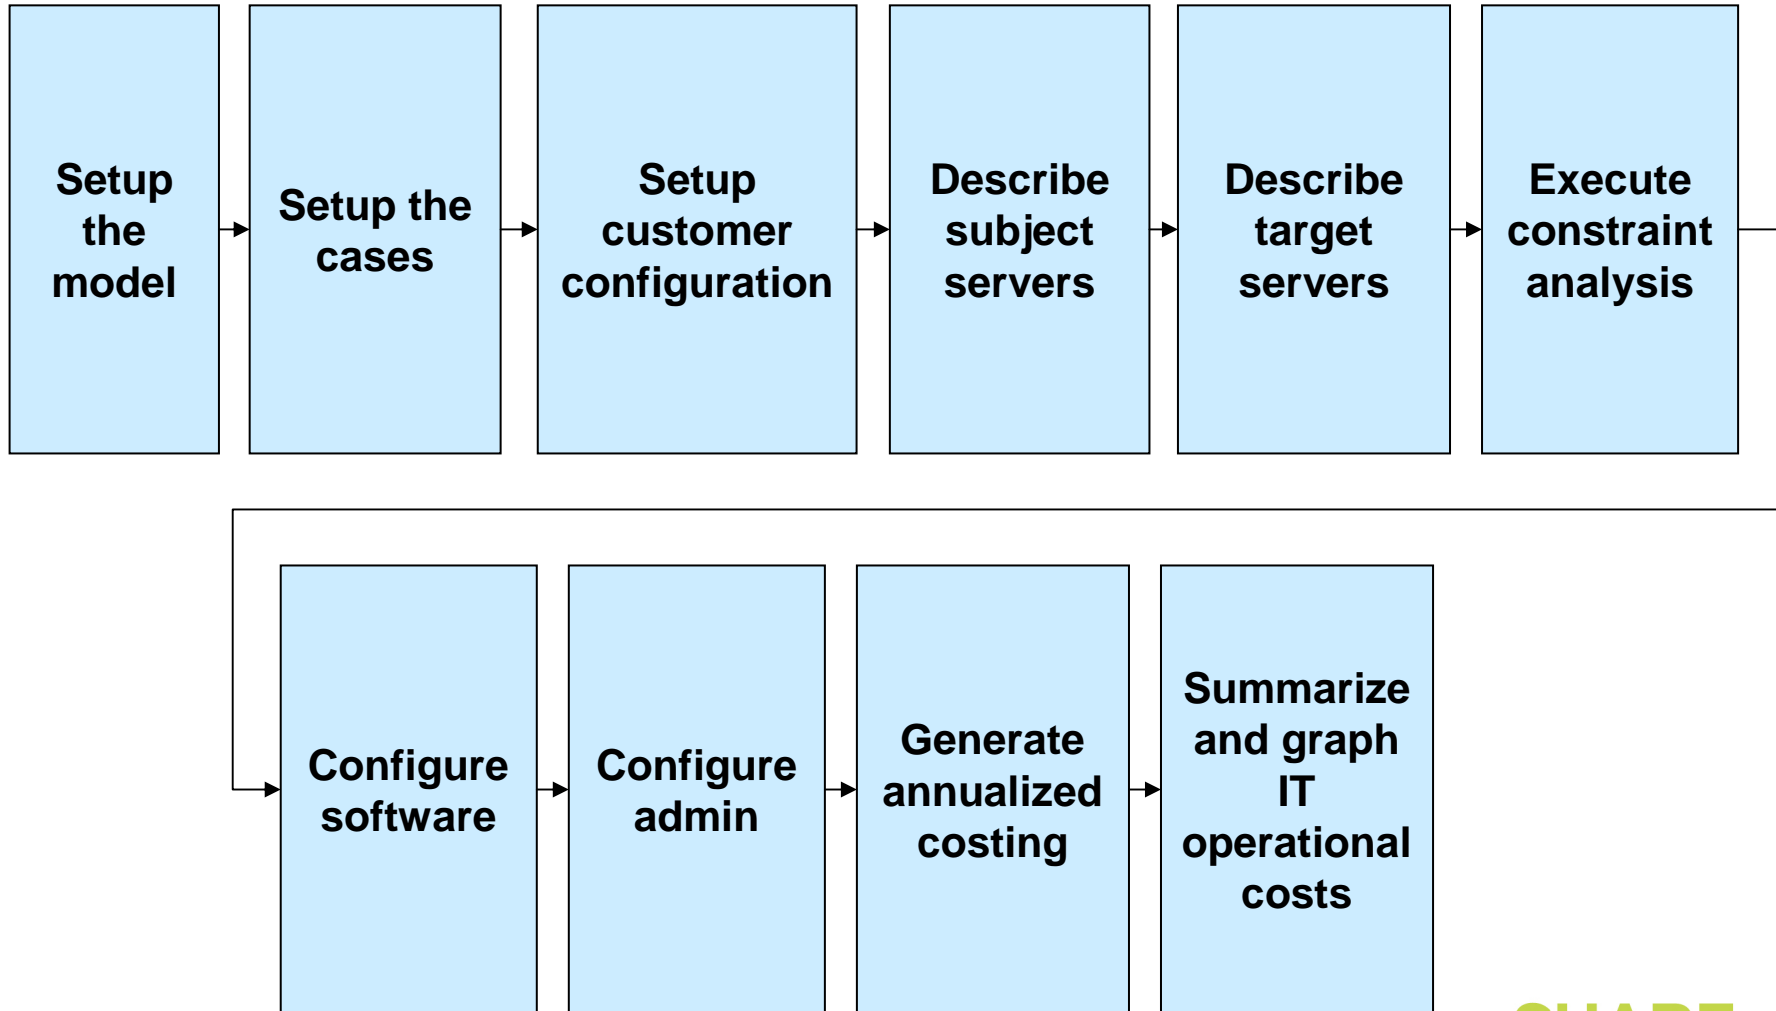 Setup
the
model
Setup the
cases
Setup
customer
configuration
Describe
subject
servers
Describe
target
servers
Execute
constraint
analysis
Configure
software
Configure
admin
Generate
annualized
costing
Summarize
and graph
IT
operational
costs